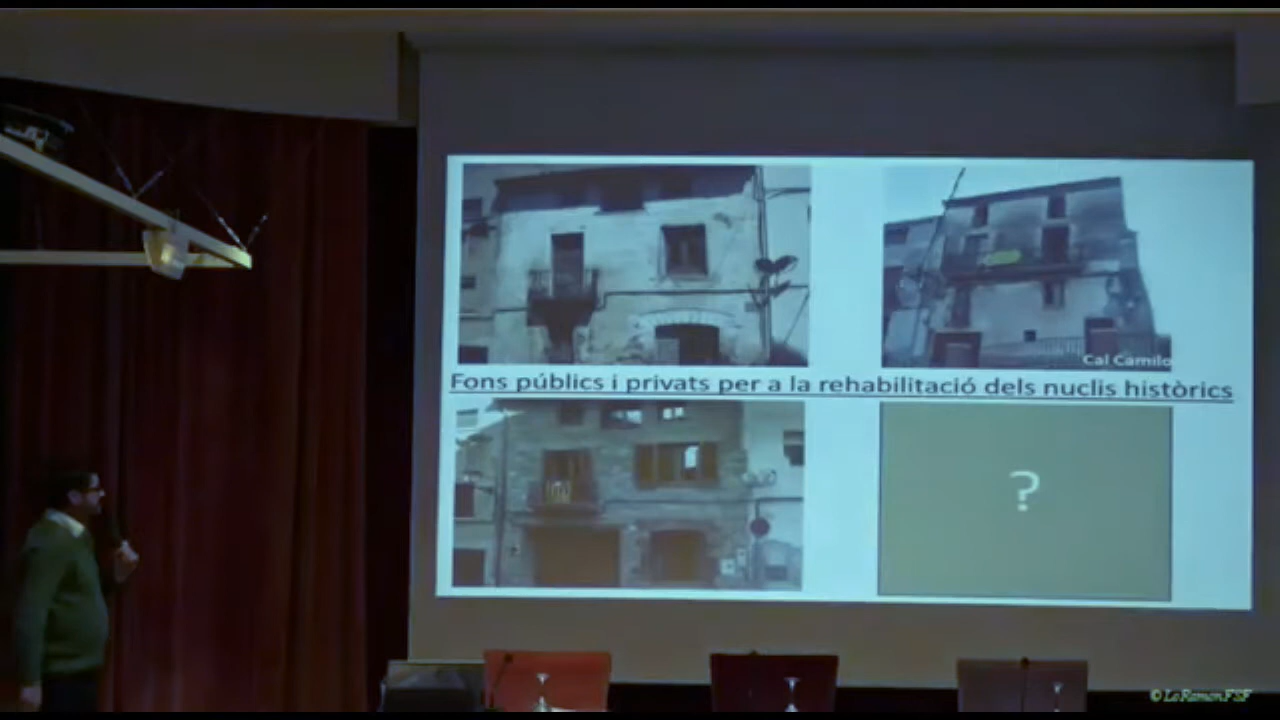 Cal Camilo
Fons públics i privats per a la rehabilitació dels nuclis històrics
?
© LaRamonFSF